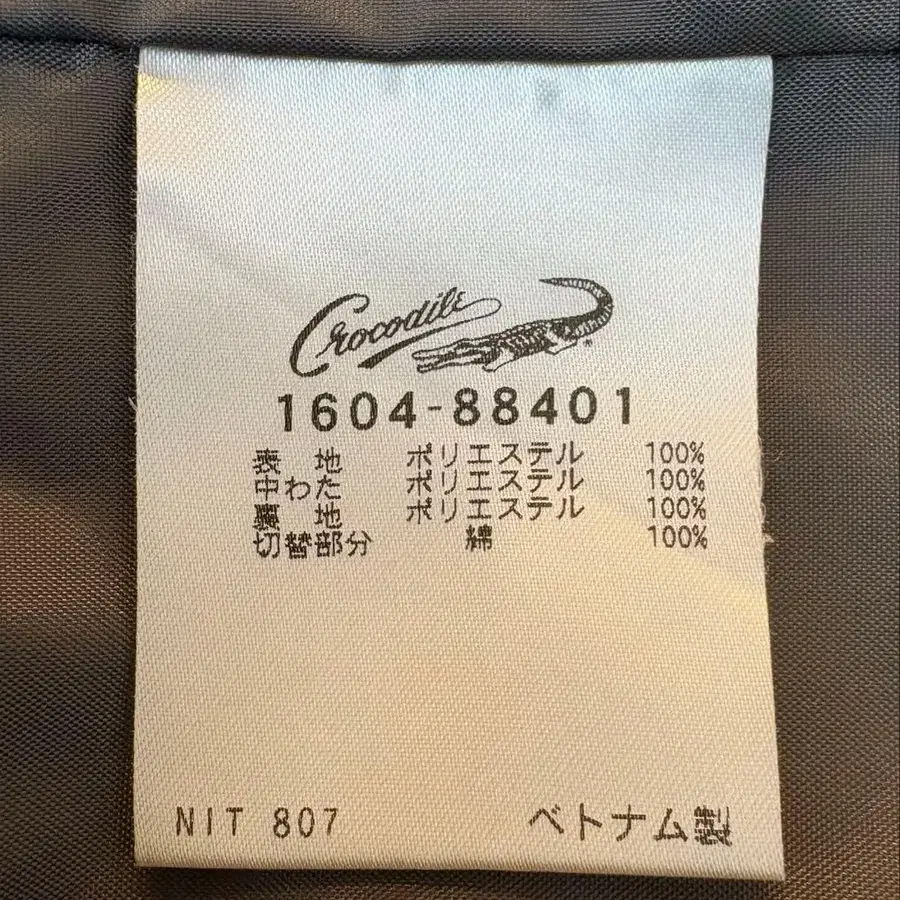 Crocodile
1604-88401
表 地 ポリエステル 100%
中わた ポリエステル 100%
裏 地 ポリエステル 100%
切替部分 綿 100%
NIT 807 ベトナム製